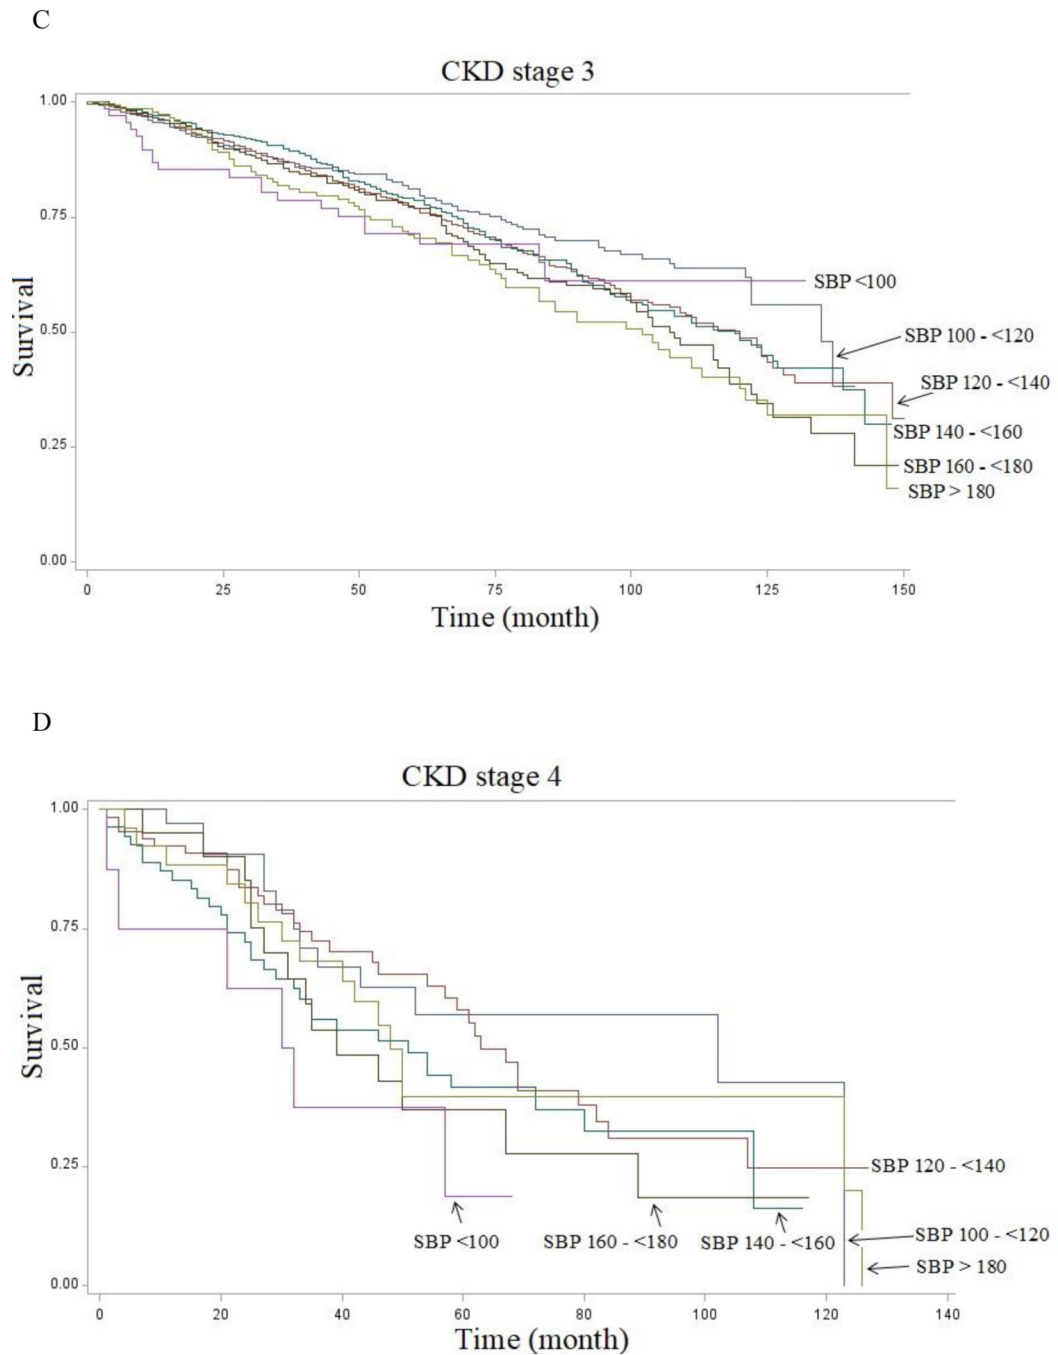 C
CKD stage 3
1.00
0.75
0.50
0.25
0.00
Survival
SBP <100
SBP 100 - <120
SBP 120 - <140
SBP 140 - <160
SBP 160 - <180
SBP > 180
0 25 50 75 100 125 150
Time (month)
D
CKD stage 4
1.00
0.75
0.50
0.25
0.00
Survival
SBP 120 - <140
SBP <100
SBP 160 - <180
SBP 140 - <160
SBP 100 - <120
SBP > 180
0 20 40 60 80 100 120 140
Time (month)